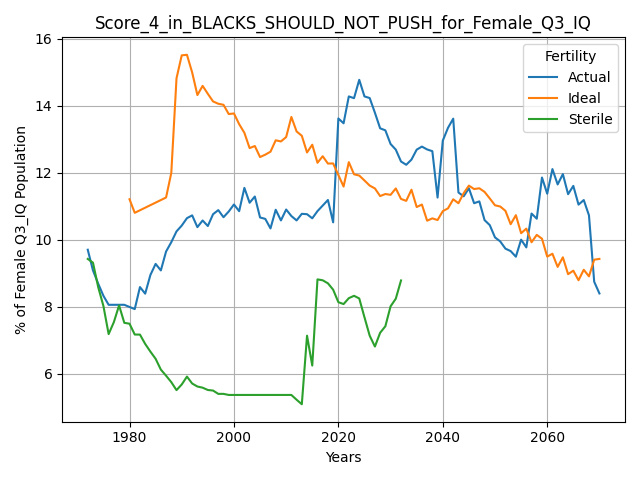 Score_4_in_BLACKS_SHOULD_NOT_PUSH_for_Female_Q3_IQ
% of Female Q3_IQ Population
16
14
12
10
8
6
Fertility
Actual
Ideal
Sterile
1980
2000
2020
2040
2060
Years